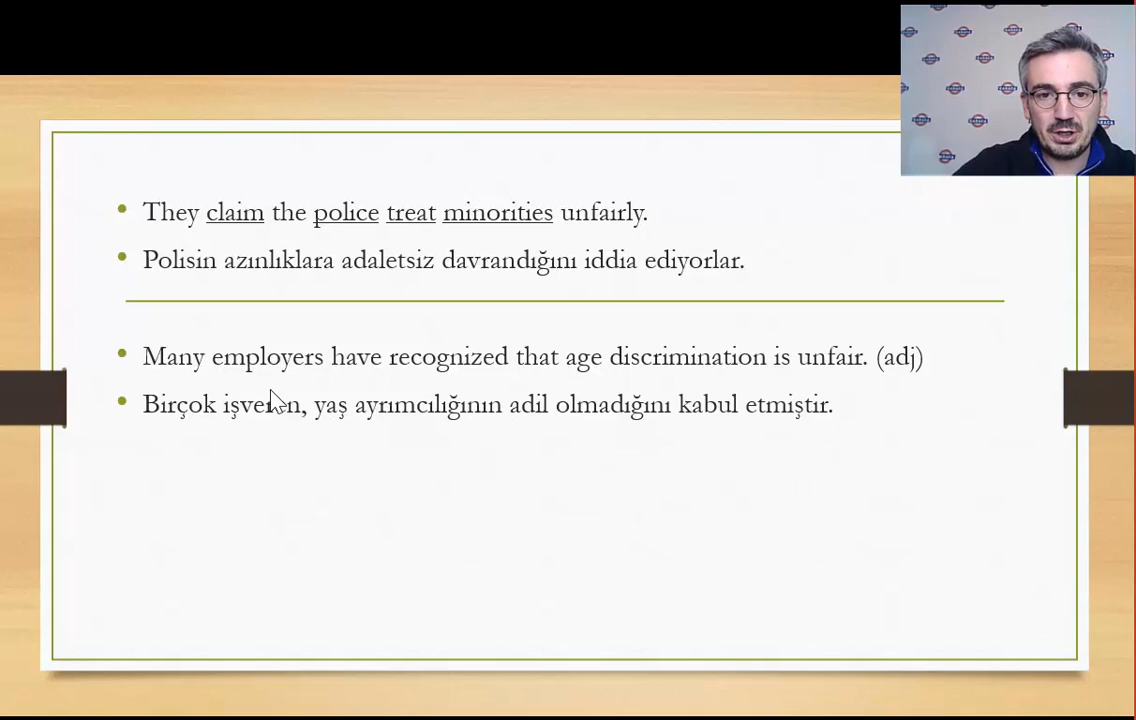 They claim the police treat minorities unfairly.
Polisin azınlıklara adaletsiz davrandığını iddia ediyorlar.
Many employers have recognized that age discrimination is unfair. (adj)
Birçok işveren, yaş ayrımcılığının adil olmadığını kabul etmiştir.